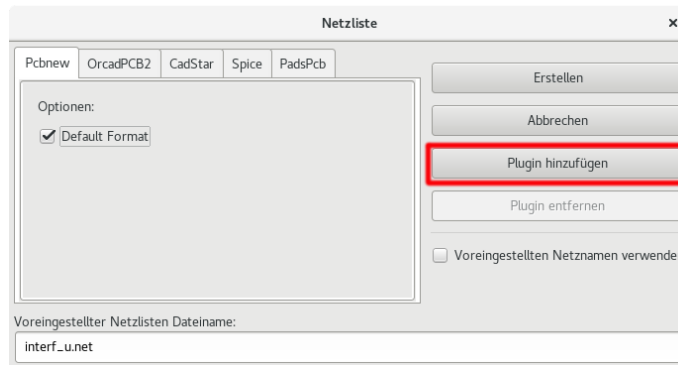 Netzliste
Pcbnew OrcadPCB2 CadStar Spice PadsPcb
Optionen:
Default Format
Erstellen
Abbrechen
Plugin hinzufügen
Plugin entfernen
Voreingestellten Netznamen verwende
Voreingestellter Netzlisten Dateiname:
interf_u.net